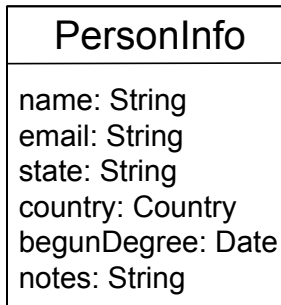 PersonInfo
name: String
email: String
state: String
country: Country
begunDegree: Date
notes: String